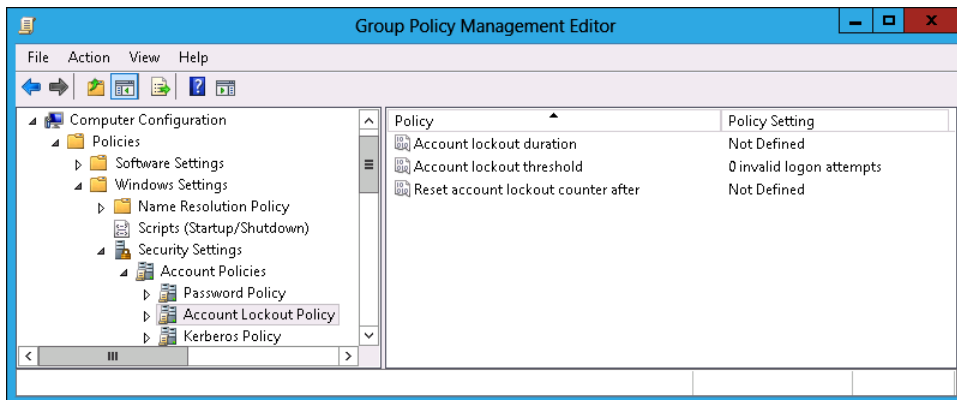 Group Policy Management Editor
File Action View Help
Computer Configuration
Policies
Software Settings
Windows Settings
Name Resolution Policy
Scripts (Startup/Shutdown)
Security Settings
Account Policies
Password Policy
Account Lockout Policy
Kerberos Policy
Policy Policy Setting
Account lockout duration Not Defined
Account lockout threshold 0 invalid logon attempts
Reset account lockout counter after Not Defined